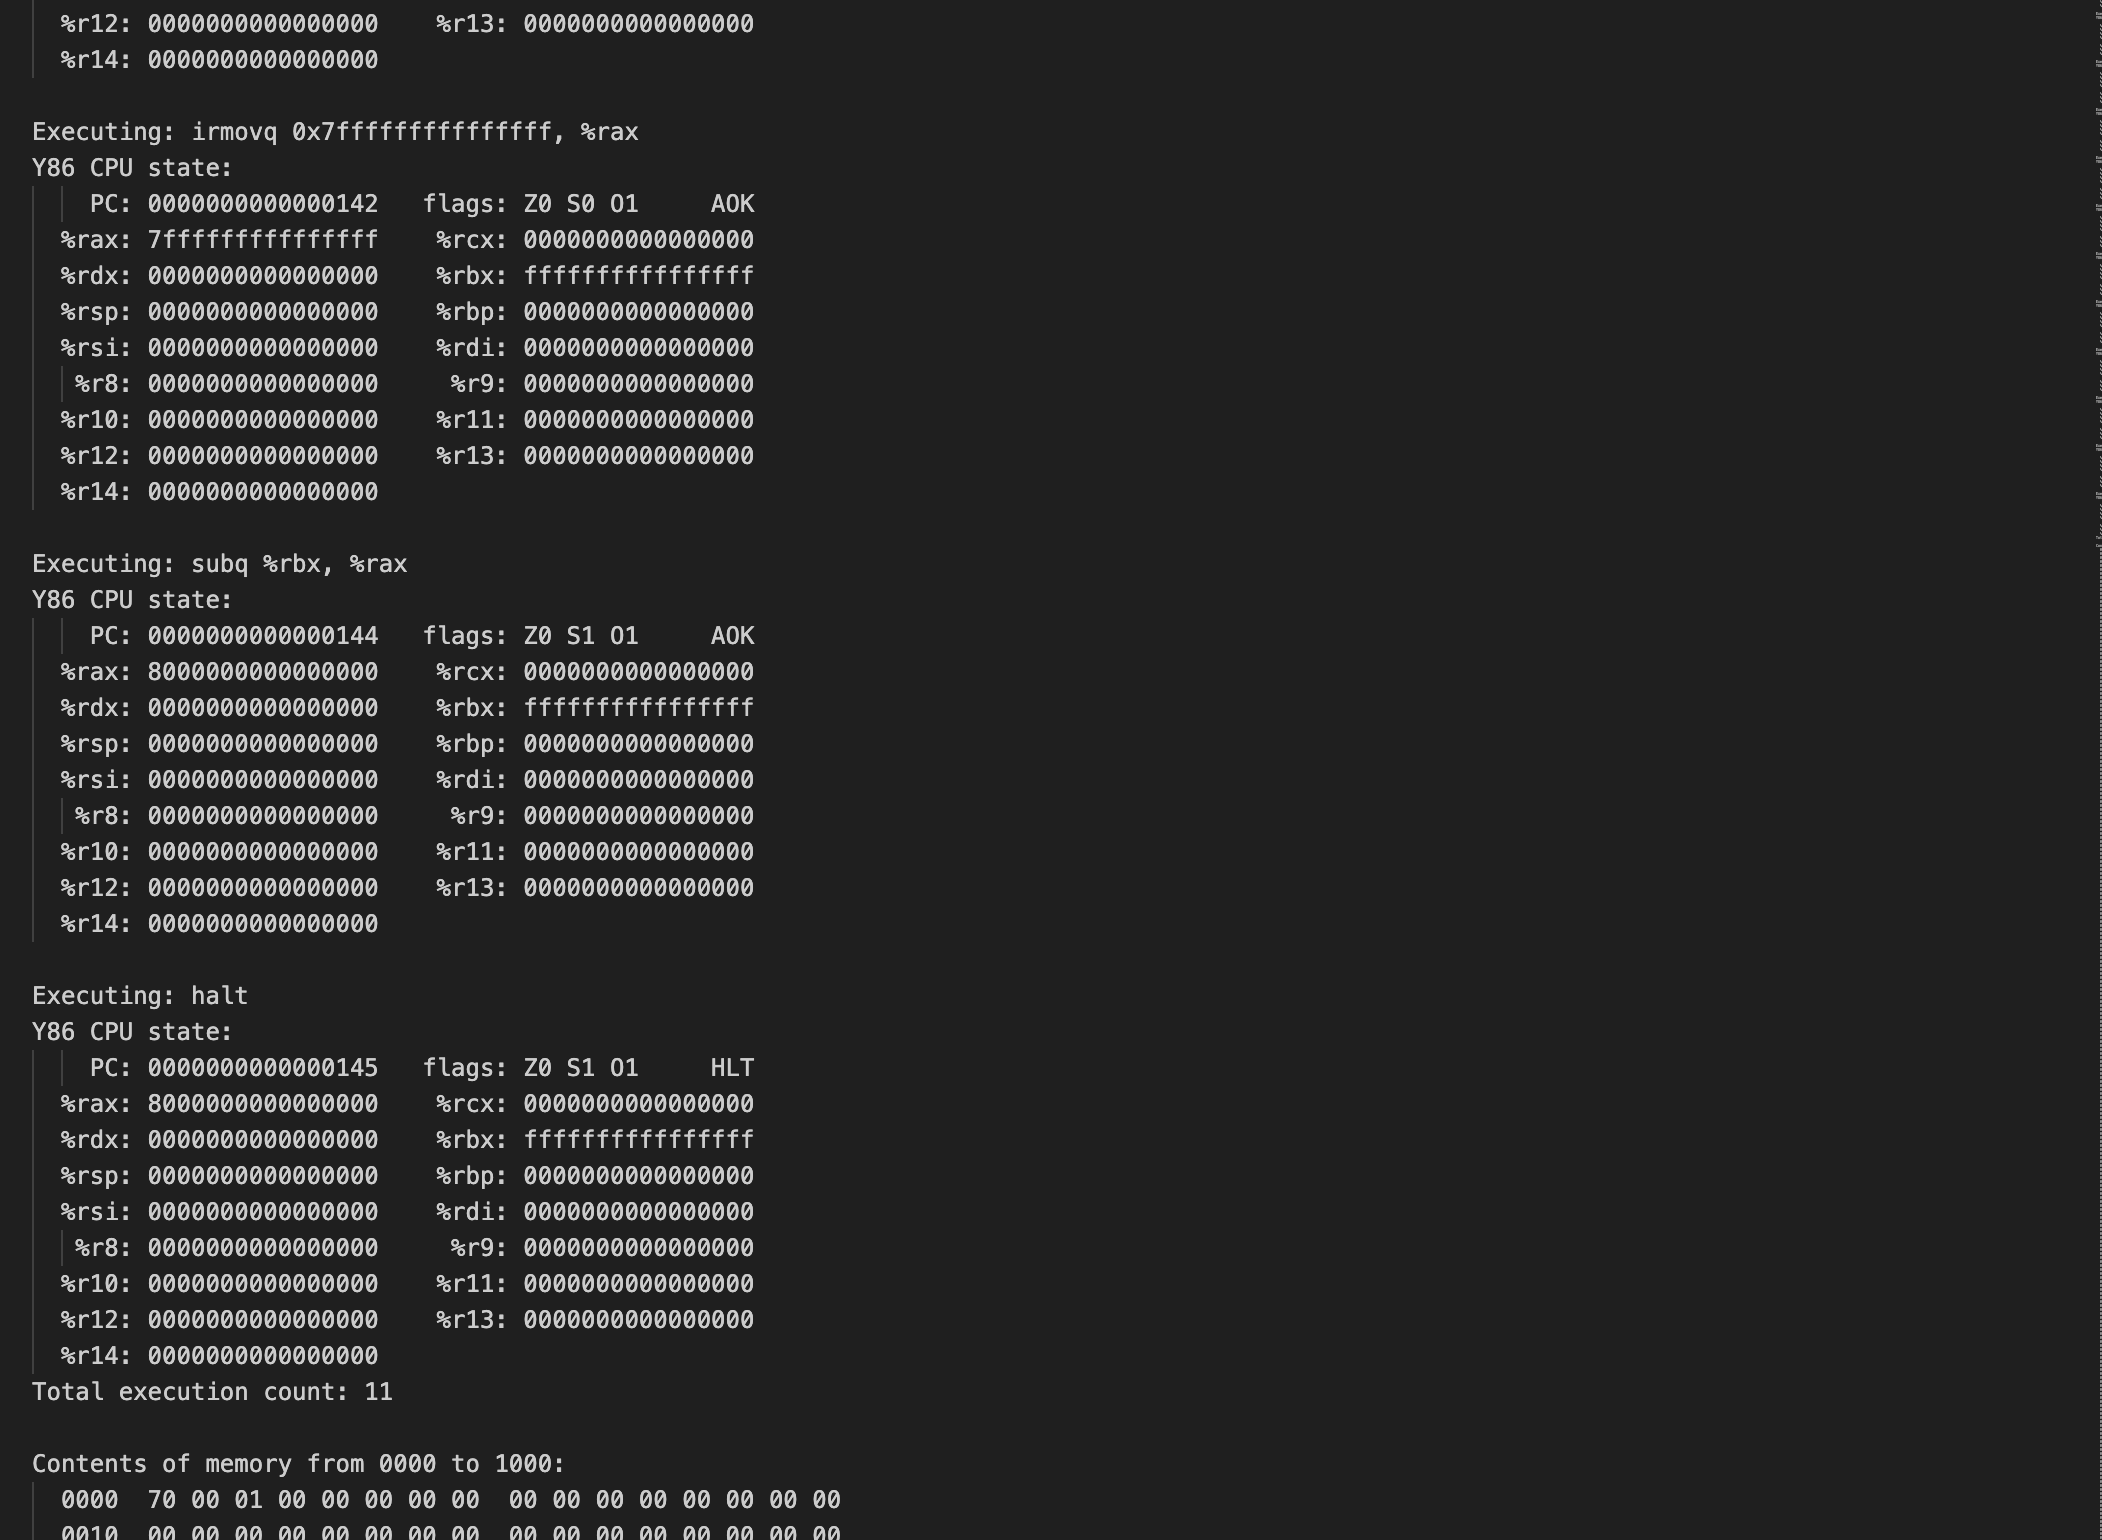 %r12: 0000000000000000    %r13: 0000000000000000
%r14: 0000000000000000
Executing: irmovq 0x7fffffffffffffff, %rax
Y86 CPU state:
PC: 0000000000000142   flags: Z0 S0 O1     AOK
%rax: 7fffffffffffffff    %rcx: 0000000000000000
%rdx: 0000000000000000    %rbx: ffffffffffffffff
%rsp: 0000000000000000    %rbp: 0000000000000000
%rsi: 0000000000000000    %rdi: 0000000000000000
%r8: 0000000000000000     %r9: 0000000000000000
%r10: 0000000000000000    %r11: 0000000000000000
%r12: 0000000000000000    %r13: 0000000000000000
%r14: 0000000000000000
Executing: subq %rbx, %rax
Y86 CPU state:
PC: 0000000000000144   flags: Z0 S1 O1     AOK
%rax: 8000000000000000    %rcx: 0000000000000000
%rdx: 0000000000000000    %rbx: ffffffffffffffff
%rsp: 0000000000000000    %rbp: 0000000000000000
%rsi: 0000000000000000    %rdi: 0000000000000000
%r8: 0000000000000000     %r9: 0000000000000000
%r10: 0000000000000000    %r11: 0000000000000000
%r12: 0000000000000000    %r13: 0000000000000000
%r14: 0000000000000000
Executing: halt
Y86 CPU state:
PC: 0000000000000145   flags: Z0 S1 O1     HLT
%rax: 8000000000000000    %rcx: 0000000000000000
%rdx: 0000000000000000    %rbx: ffffffffffffffff
%rsp: 0000000000000000    %rbp: 0000000000000000
%rsi: 0000000000000000    %rdi: 0000000000000000
%r8: 0000000000000000     %r9: 0000000000000000
%r10: 0000000000000000    %r11: 0000000000000000
%r12: 0000000000000000    %r13: 0000000000000000
%r14: 0000000000000000
Total execution count: 11
Contents of memory from 0000 to 1000:
0000  70 00 01 00 00 00 00 00  00 00 00 00 00 00 00 00
0010  00 00 00 00 00 00 00 00  00 00 00 00 00 00 00 00